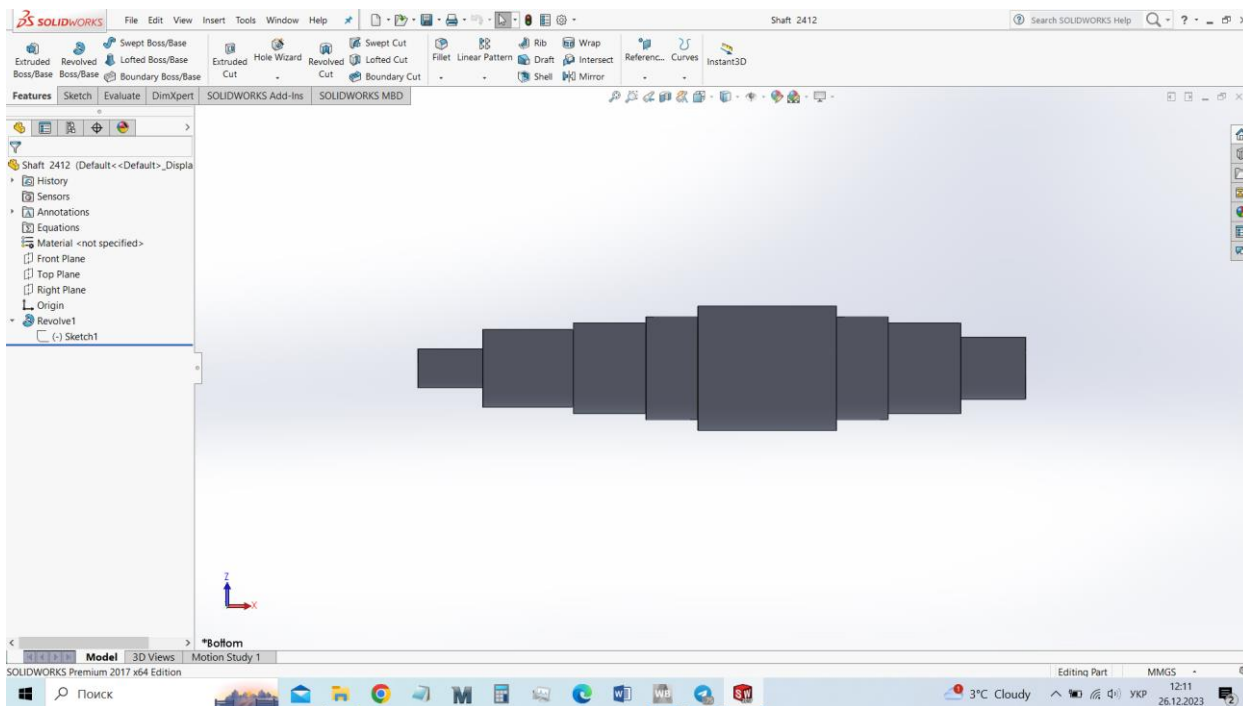 SOLIDWORKS File Edit View Insert Tools Window Help Shaft 2412 Search SOLIDWORKS Help
Extruded Boss/Base
Revolved Boss/Base
Swept Boss/Base
Lofted Boss/Base
Boundary Boss/Base
Extruded Cut
Hole Wizard
Revolved Cut
Swept Cut
Lofted Cut
Boundary Cut
Fillet
Linear Pattern
Rib
Draft
Shell
Wrap
Intersect
Mirror
Referenc...
Curves
Instant3D
Features Sketch Evaluate DimXpert SOLIDWORKS Add-Ins SOLIDWORKS MBD
Shaft 2412 (Default<<Default>_Displa
History
Sensors
Annotations
Equations
Material <not specified>
Front Plane
Top Plane
Right Plane
Origin
Revolve1
(-) Sketch1
Z
X
*Bottom
Model 3D Views Motion Study 1
SOLIDWORKS Premium 2017 x64 Edition Editing Part MMGS
Поиск 3°C Cloudy УКР 12:11
26.12.2023